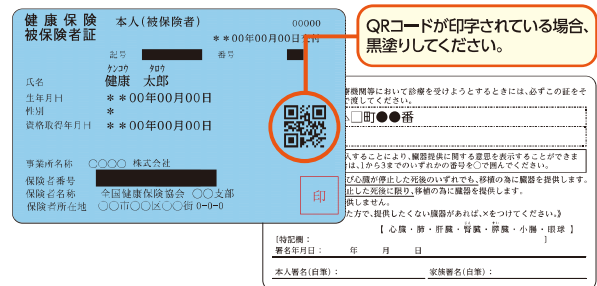 健康保険 本人(被保険者) 00000
被保険者証 **00年00月00日交付
記号 番号
ケンコウ タロウ
氏名 健康 太郎
生年月日 **00年00月00日
性別 *
資格取得年月日 **00年00月00日
事業所名称 ○○○○ 株式会社
保険者番号
保険者名称 全国健康保険協会 ○○支部
保険者所在地 ○○市○○区○○街 0-0-0
印
QRコードが印字されている場合、
黒塗りしてください。
療機関等において診療を受けようとするときには、必ずこの証をそ
で渡してください。
□町●●番
入することにより、臓器提供に関する意思を表示することができま
は、1から3までのいずれかの番号を○で囲んでください。
び心臓が停止した死後のいずれでも、移植の為に臓器を提供します。
止した死後に限り、移植の為に臓器を提供します。
供しません。
た方で、提供したくない臓器があれば、×をつけてください。》
【 心臓・肺・肝臓・腎臓・膵臓・小腸・眼球 】
[特記欄: ]
署名年月日: 年 月 日
本人署名(自筆): 家族署名(自筆):